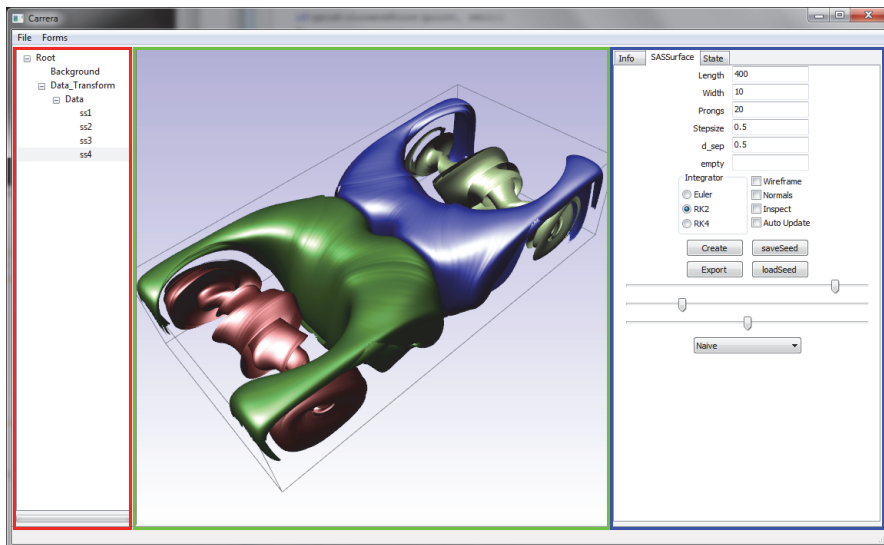 Carrera
File Forms
Root
Background
Data_Transform
Data
ss1
ss2
ss3
ss4
Info SASSurface State
Length 400
Width 10
Prongs 20
Stepsize 0.5
d_sep 0.5
empty
Integrator
Euler
RK2
RK4
Wireframe
Normals
Inspect
Auto Update
Create saveSeed
Export loadSeed
Naive